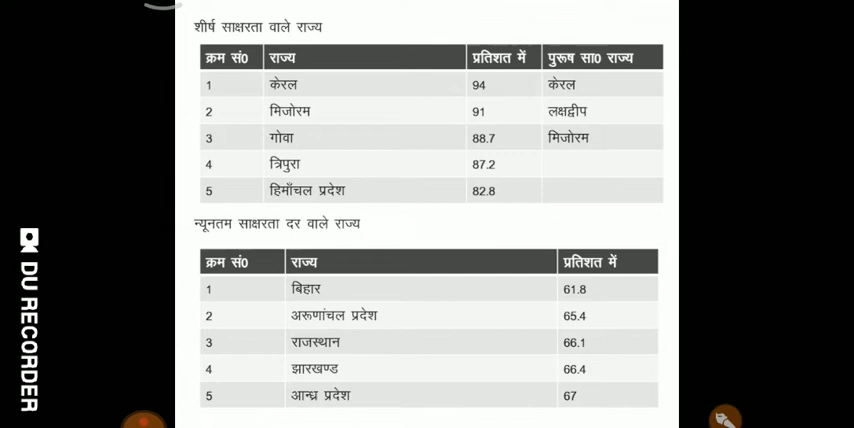 शीर्ष साक्षरता वाले राज्य
क्रम सं0 राज्य प्रतिशत में पुरूष सा0 राज्य
1 केरल 94 केरल
2 मिजोरम 91 लक्षद्वीप
3 गोवा 88.7 मिजोरम
4 त्रिपुरा 87.2
5 हिमाँचल प्रदेश 82.8
न्यूनतम साक्षरता दर वाले राज्य
क्रम सं0 राज्य प्रतिशत में
1 बिहार 61.8
2 अरूणांचल प्रदेश 65.4
3 राजस्थान 66.1
4 झारखण्ड 66.4
5 आन्ध्र प्रदेश 67
DU RECORDER